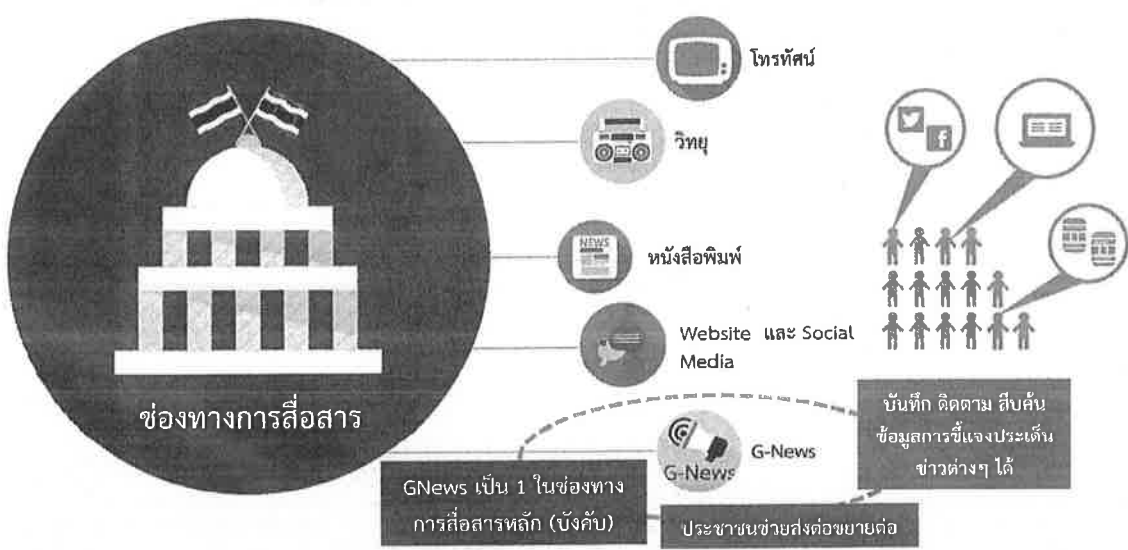 โทรทัศน์
วิทยุ
NEWS
หนังสือพิมพ์
Website และ Social
Media
ช่องทางการสื่อสาร
G-News
G-News
บันทึก ติดตาม สืบค้น
ข้อมูลการชี้แจงประเด็น
ข่าวต่างๆ ได้
GNews เป็น 1 ในช่องทาง
การสื่อสารหลัก (บังคับ)
ประชาชนช่วยส่งต่อขยายต่อ